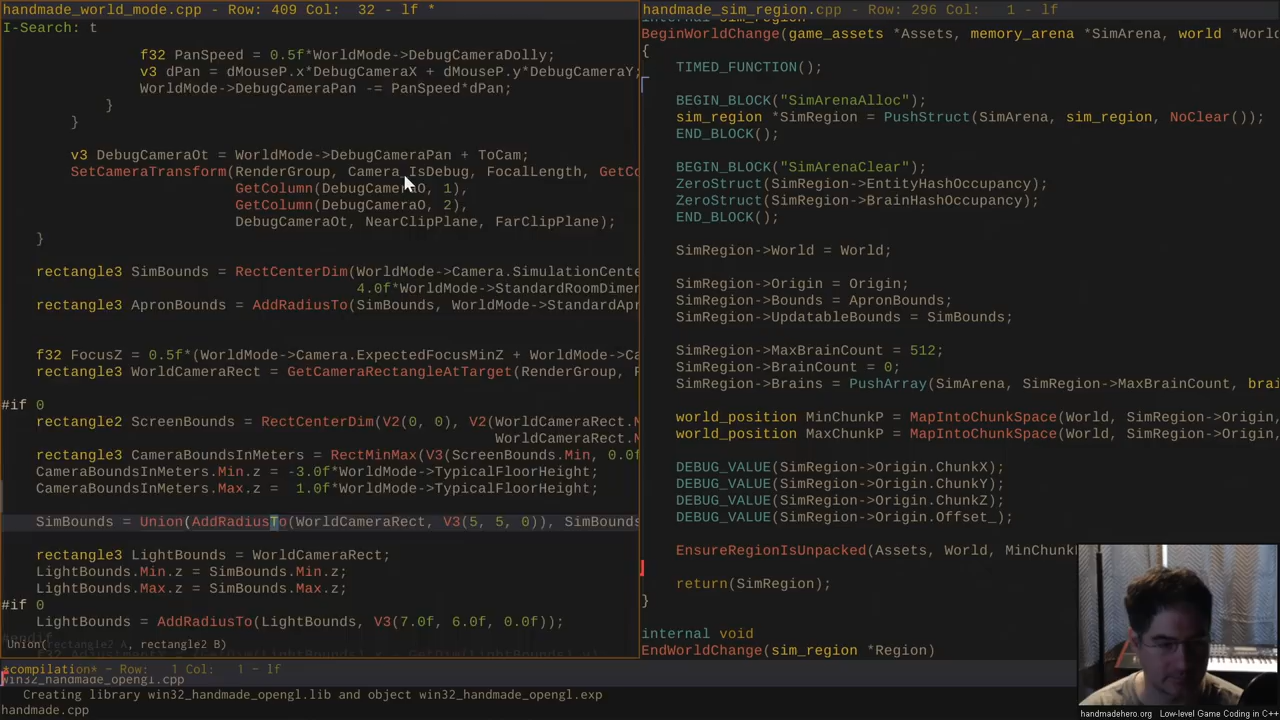 handmade_world_mode.cpp - Row: 409 Col:  32 - lf *
I-Search: t
f32 PanSpeed = 0.5f*WorldMode->DebugCameraDolly;
v3 dPan = dMouseP.x*DebugCameraX + dMouseP.y*DebugCameraY;
WorldMode->DebugCameraPan -= PanSpeed*dPan;
}
}
v3 DebugCameraOt = WorldMode->DebugCameraPan + ToCam;
SetCameraTransform(RenderGroup, Camera_IsDebug, FocalLength, GetCo
GetColumn(DebugCameraO, 1),
GetColumn(DebugCameraO, 2),
DebugCameraOt, NearClipPlane, FarClipPlane);
}
rectangle3 SimBounds = RectCenterDim(WorldMode->Camera.SimulationCente
4.0f*WorldMode->StandardRoomDimer
rectangle3 ApronBounds = AddRadiusTo(SimBounds, WorldMode->StandardApr
f32 FocusZ = 0.5f*(WorldMode->Camera.ExpectedFocusMinZ + WorldMode->Ca
rectangle3 WorldCameraRect = GetCameraRectangleAtTarget(RenderGroup, F
#if 0
rectangle2 ScreenBounds = RectCenterDim(V2(0, 0), V2(WorldCameraRect.M
WorldCameraRect.M
rectangle3 CameraBoundsInMeters = RectMinMax(V3(ScreenBounds.Min, 0.0f
CameraBoundsInMeters.Min.z = -3.0f*WorldMode->TypicalFloorHeight;
CameraBoundsInMeters.Max.z =  1.0f*WorldMode->TypicalFloorHeight;
SimBounds = Union(AddRadiusTo(WorldCameraRect, V3(5, 5, 0)), SimBounds
rectangle3 LightBounds = WorldCameraRect;
LightBounds.Min.z = SimBounds.Min.z;
LightBounds.Max.z = SimBounds.Max.z;
#if 0
LightBounds = AddRadiusTo(LightBounds, V3(7.0f, 6.0f, 0.0f));
Union(rectangle2 A, rectangle2 B)
handmade_sim_region.cpp - Row: 296 Col:   1 - lf
internal sim_region
BeginWorldChange(game_assets *Assets, memory_arena *SimArena, world *Worl
{
TIMED_FUNCTION();
BEGIN_BLOCK("SimArenaAlloc");
sim_region *SimRegion = PushStruct(SimArena, sim_region, NoClear());
END_BLOCK();
BEGIN_BLOCK("SimArenaClear");
ZeroStruct(SimRegion->EntityHashOccupancy);
ZeroStruct(SimRegion->BrainHashOccupancy);
END_BLOCK();
SimRegion->World = World;
SimRegion->Origin = Origin;
SimRegion->Bounds = ApronBounds;
SimRegion->UpdatableBounds = SimBounds;
SimRegion->MaxBrainCount = 512;
SimRegion->BrainCount = 0;
SimRegion->Brains = PushArray(SimArena, SimRegion->MaxBrainCount, brai
world_position MinChunkP = MapIntoChunkSpace(World, SimRegion->Origin,
world_position MaxChunkP = MapIntoChunkSpace(World, SimRegion->Origin,
DEBUG_VALUE(SimRegion->Origin.ChunkX);
DEBUG_VALUE(SimRegion->Origin.ChunkY);
DEBUG_VALUE(SimRegion->Origin.ChunkZ);
DEBUG_VALUE(SimRegion->Origin.Offset_);
EnsureRegionIsUnpacked(Assets, World, MinChunk
return(SimRegion);
}
internal void
EndWorldChange(sim_region *Region)
*compilation* - Row:   1 Col:   1 - lf
win32_handmade_opengl.cpp
Creating library win32_handmade_opengl.lib and object win32_handmade_opengl.exp
handmade.cpp
handmadehero.org  Low-level Game Coding in C++